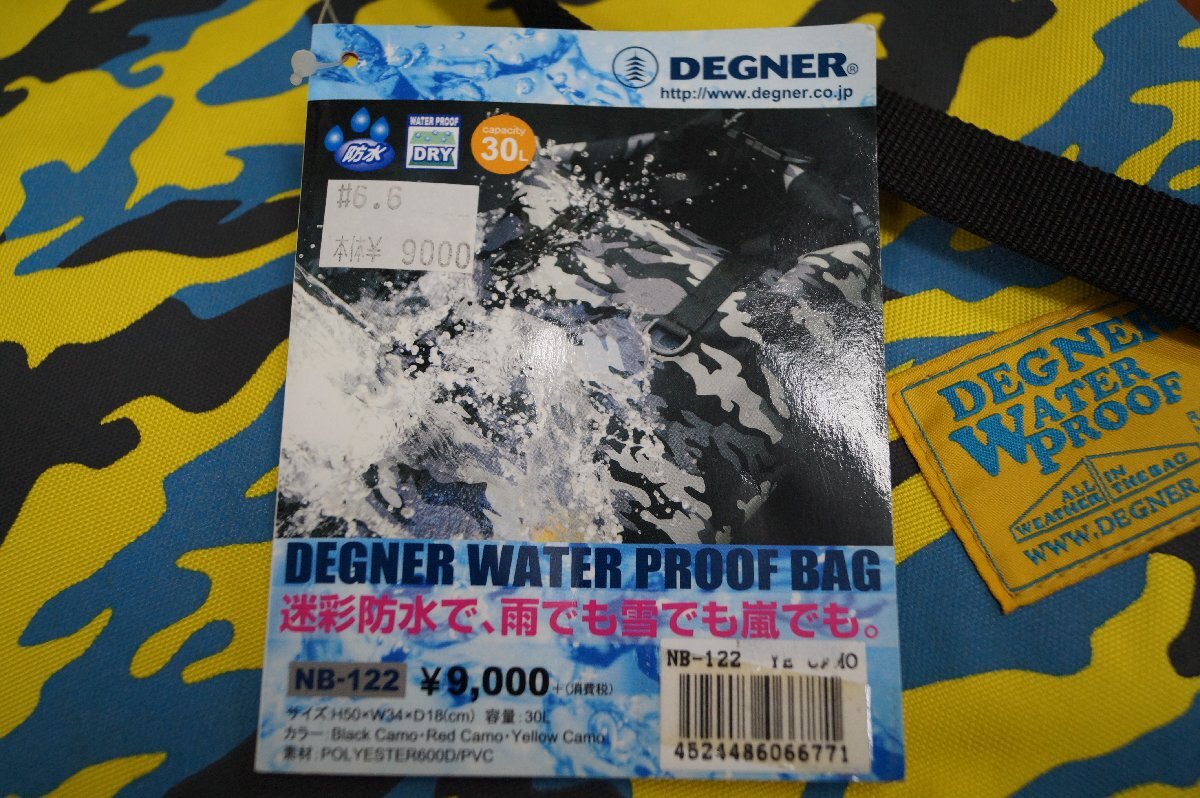 DEGNER®
http://www.degner.co.jp
防水
WATER PROOF
DRY
capacity
30L
#6.6
本体¥ 9000
DEGNER WATER PROOF BAG
迷彩防水で、雨でも雪でも嵐でも。
NB-122 ¥9,000+(消費税)
サイズ:H50×W34×D18(cm) 容量:30L
カラー:Black Camo・Red Camo・Yellow Camo
素材:POLYESTER600D/PVC
NB-122 YE CAMO
4524486066771
DEGNER
WATER
PROOF
ALL IN
WEATHER THE BAG
WWW.DEGNER